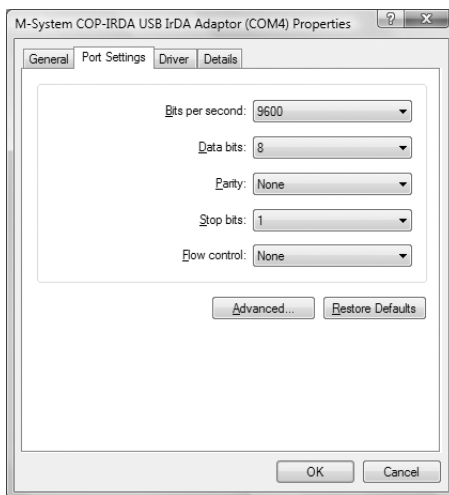 M-System COP-IRDA USB IrDA Adaptor (COM4) Properties
General Port Settings Driver Details
Bits per second: 9600
Data bits: 8
Parity: None
Stop bits: 1
Flow control: None
Advanced... Restore Defaults
OK Cancel